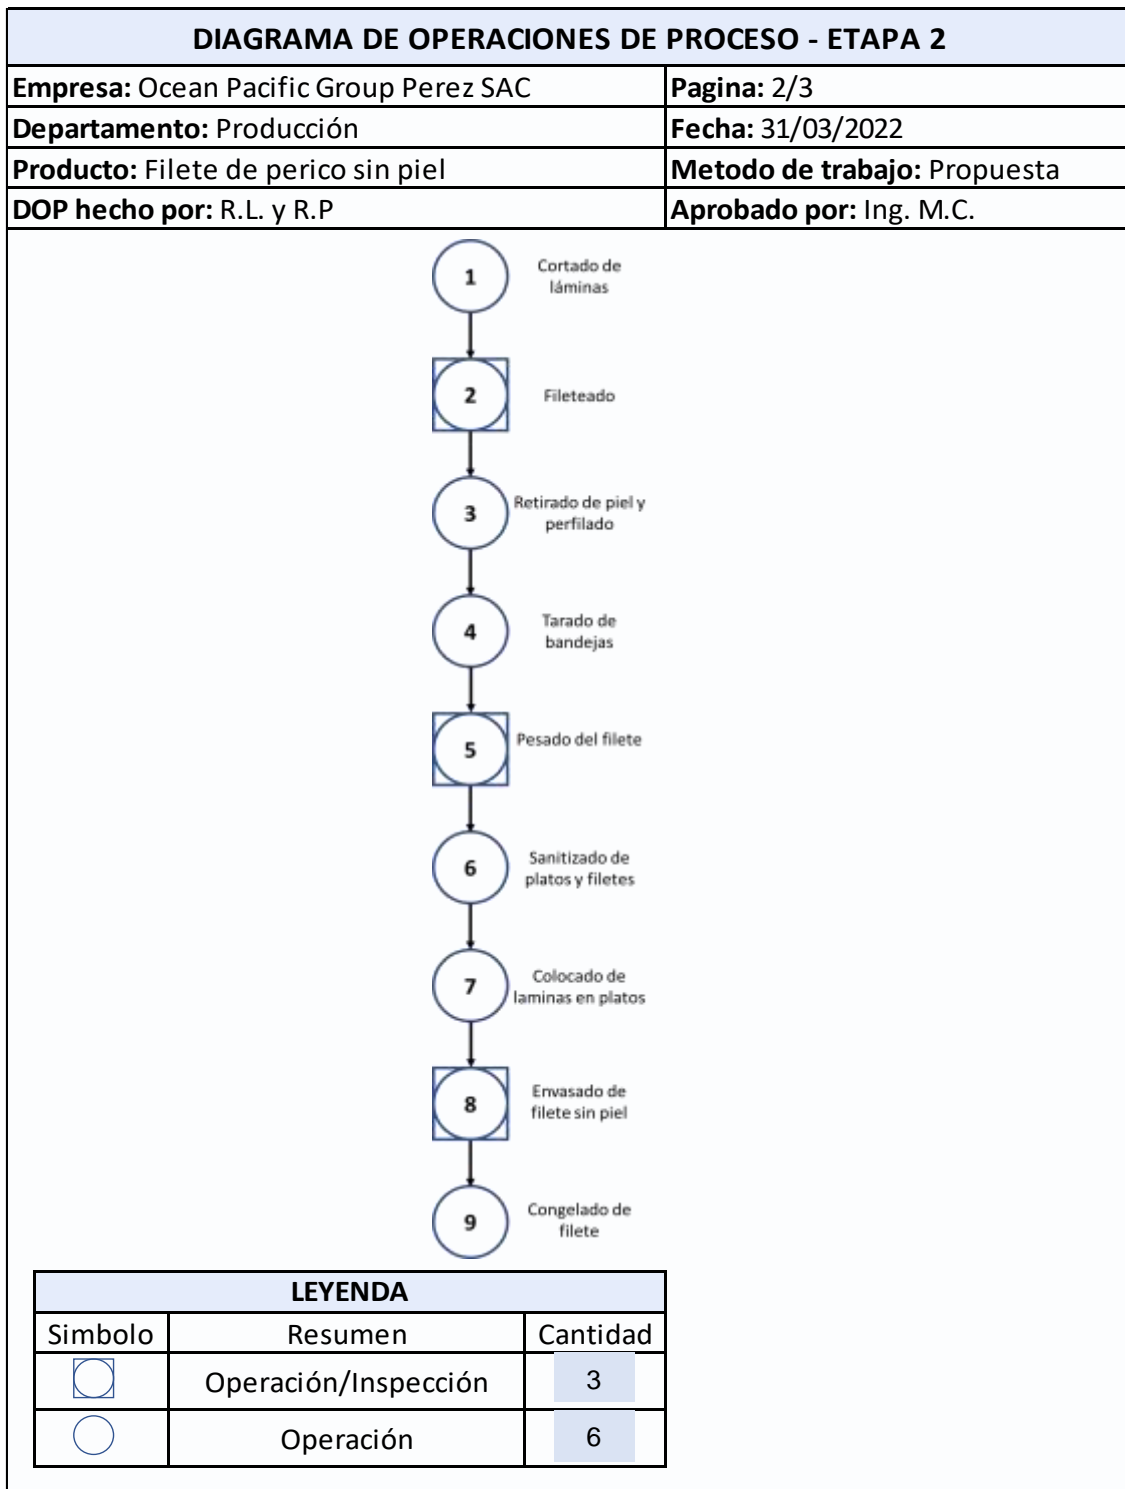 DIAGRAMA DE OPERACIONES DE PROCESO - ETAPA 2
Empresa: Ocean Pacific Group Perez SAC
Pagina: 2/3
Departamento: Producción
Fecha: 31/03/2022
Producto: Filete de perico sin piel
Metodo de trabajo: Propuesta
DOP hecho por: R.L. y R.P
Aprobado por: Ing. M.C.
1
Cortado de
láminas
2
Fileteado
3
Retirado de piel y
perfilado
4
Tarado de
bandejas
5
Pesado del filete
6
Sanitizado de
platos y filetes
7
Colocado de
laminas en platos
8
Envasado de
filete sin piel
9
Congelado de
filete
LEYENDA
Simbolo
Resumen
Cantidad
Operación/Inspección
3
Operación
6